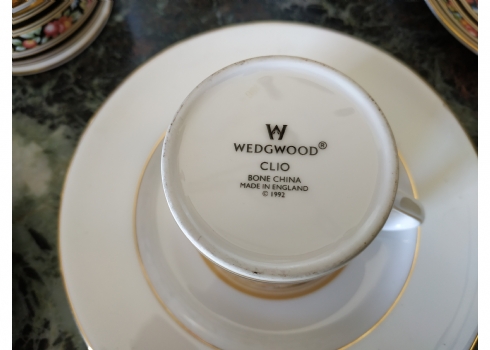 W
WEDGWOOD®
CLIO
BONE CHINA
MADE IN ENGLAND
© 1992